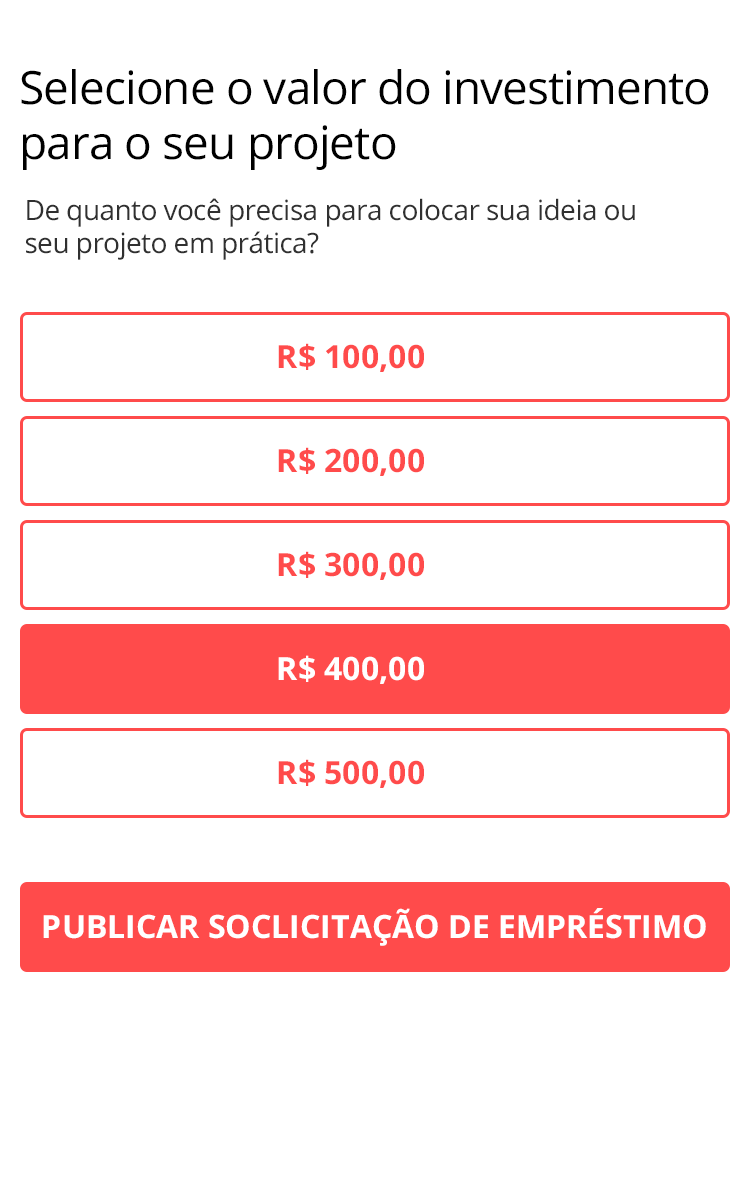 Selecione o valor do investimento
para o seu projeto
De quanto você precisa para colocar sua ideia ou
seu projeto em prática?
R$ 100,00
R$ 200,00
R$ 300,00
R$ 400,00
R$ 500,00
PUBLICAR SOCLICITAÇÃO DE EMPRÉSTIMO